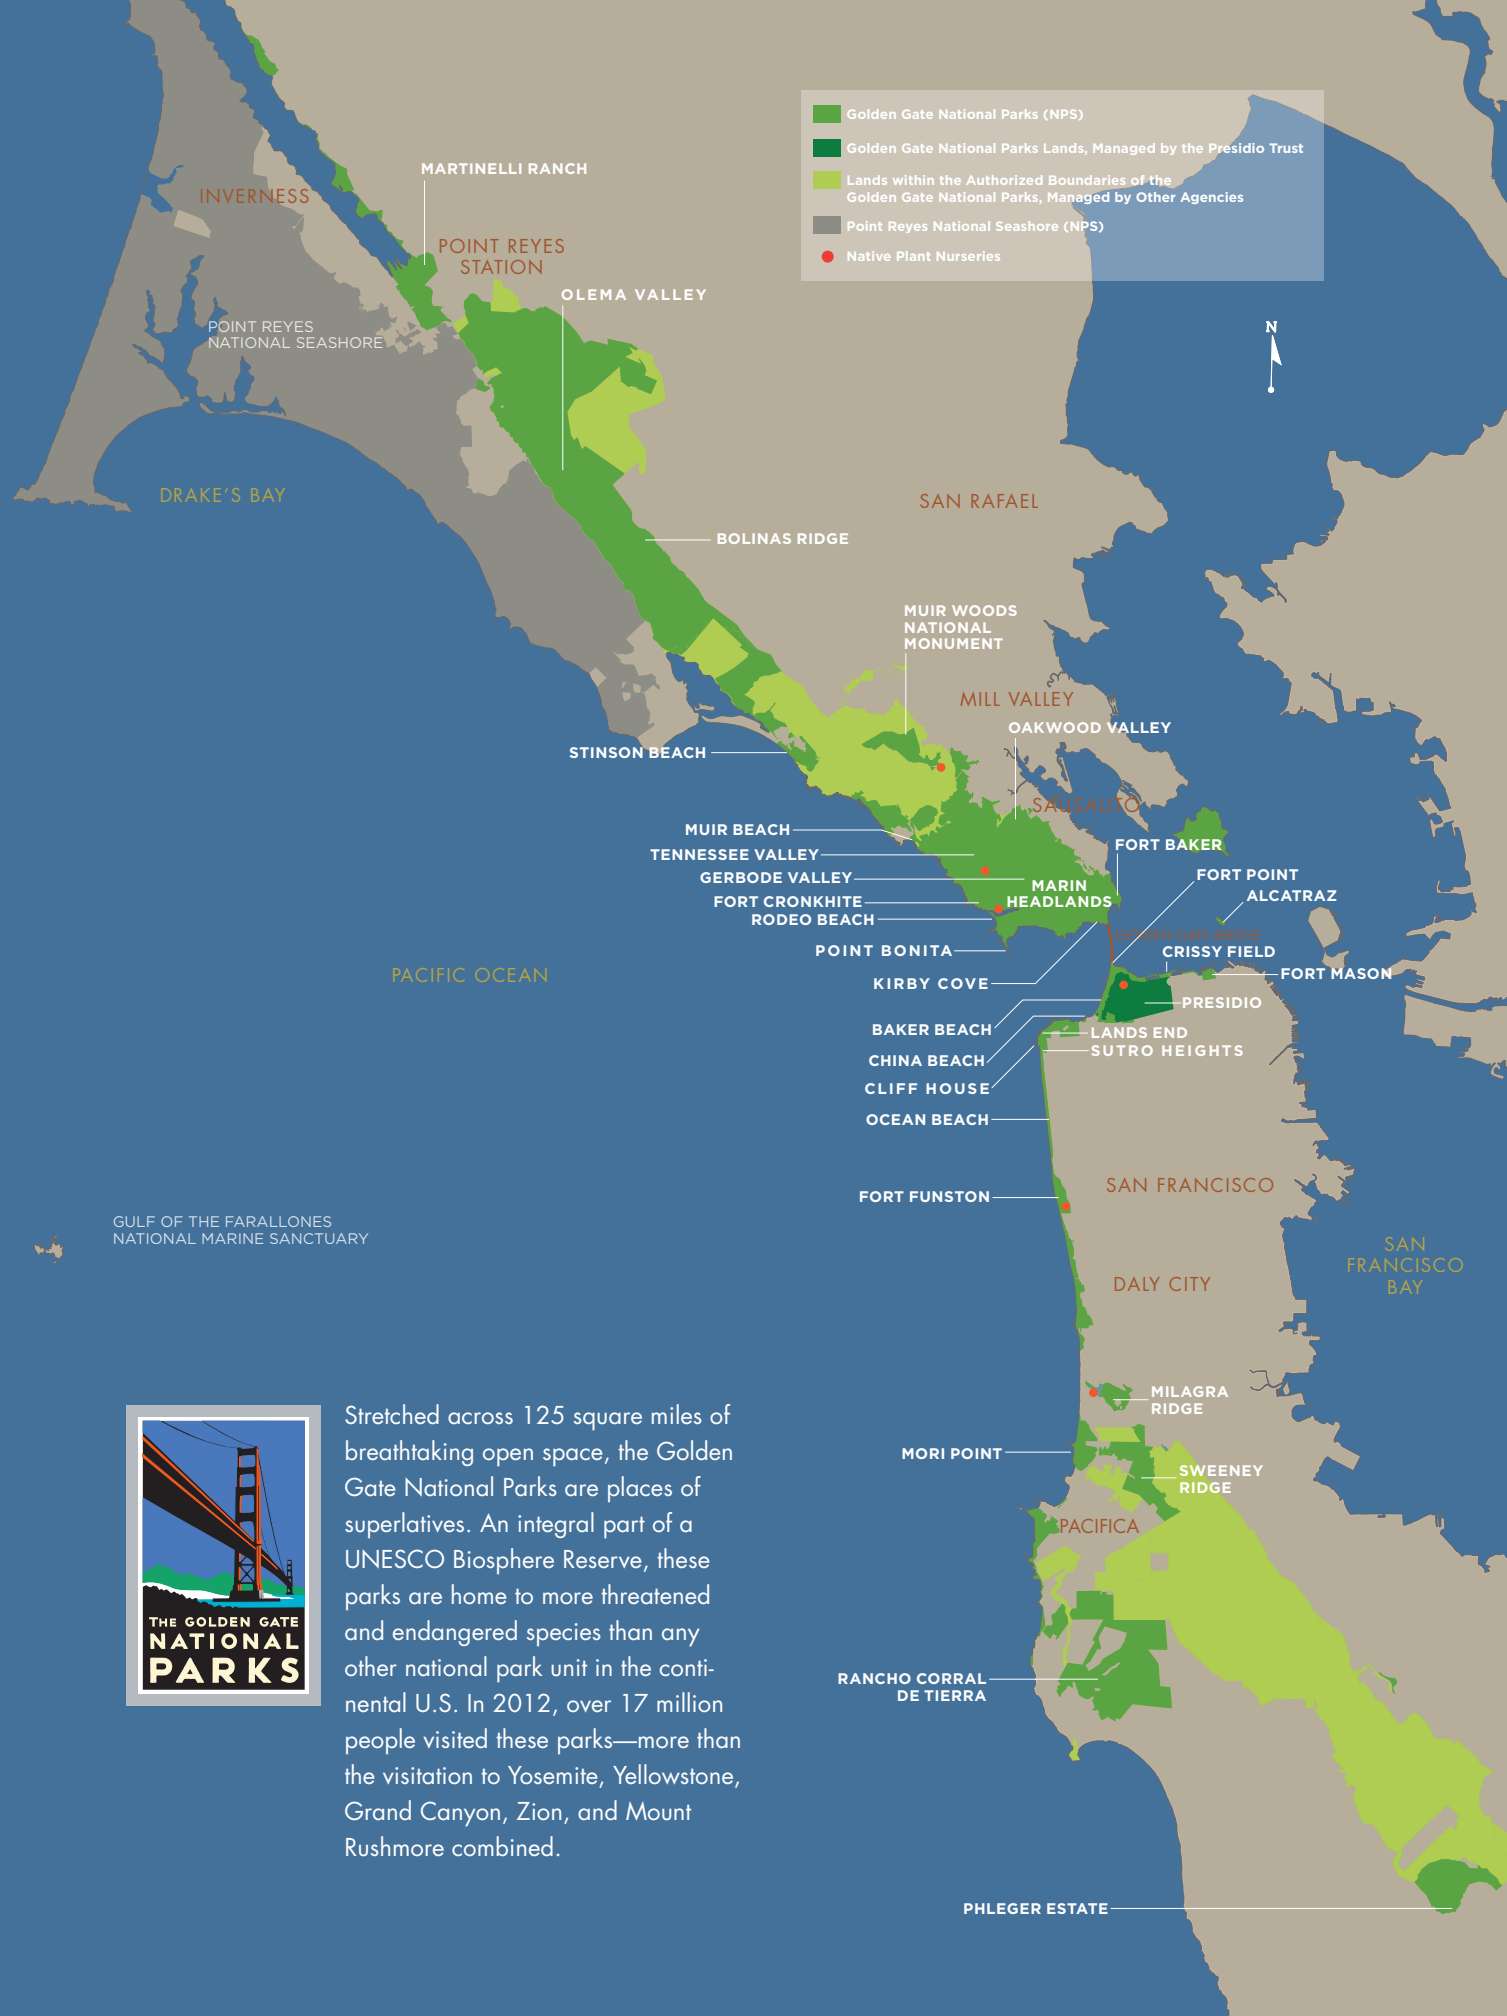 Golden Gate National Parks (NPS)
Golden Gate National Parks Lands, Managed by the Presidio Trust
Lands within the Authorized Boundaries of the
Golden Gate National Parks, Managed by Other Agencies
Point Reyes National Seashore (NPS)
Native Plant Nurseries
N
MARTINELLI RANCH
INVERNESS
POINT REYES
STATION
OLEMA VALLEY
POINT REYES
NATIONAL SEASHORE
DRAKE'S BAY
SAN RAFAEL
BOLINAS RIDGE
MUIR WOODS
NATIONAL
MONUMENT
MILL VALLEY
OAKWOOD VALLEY
STINSON BEACH
SAUSALITO
MUIR BEACH
FORT BAKER
TENNESSEE VALLEY
GERBODE VALLEY
FORT POINT
MARIN
HEADLANDS
ALCATRAZ
FORT CRONKHITE
RODEO BEACH
GOLDEN GATE BRIDGE
POINT BONITA
CRISSY FIELD
PACIFIC OCEAN
FORT MASON
KIRBY COVE
PRESIDIO
BAKER BEACH
LANDS END
SUTRO HEIGHTS
CHINA BEACH
CLIFF HOUSE
OCEAN BEACH
SAN FRANCISCO
FORT FUNSTON
GULF OF THE FARALLONES
NATIONAL MARINE SANCTUARY
SAN
FRANCISCO
BAY
DALY CITY
MILAGRA
RIDGE
MORI POINT
SWEENEY
RIDGE
PACIFICA
RANCHO CORRAL
DE TIERRA
PHLEGER ESTATE
THE GOLDEN GATE
NATIONAL
PARKS
Stretched across 125 square miles of
breathtaking open space, the Golden
Gate National Parks are places of
superlatives. An integral part of a
UNESCO Biosphere Reserve, these
parks are home to more threatened
and endangered species than any
other national park unit in the conti-
nental U.S. In 2012, over 17 million
people visited these parks—more than
the visitation to Yosemite, Yellowstone,
Grand Canyon, Zion, and Mount
Rushmore combined.